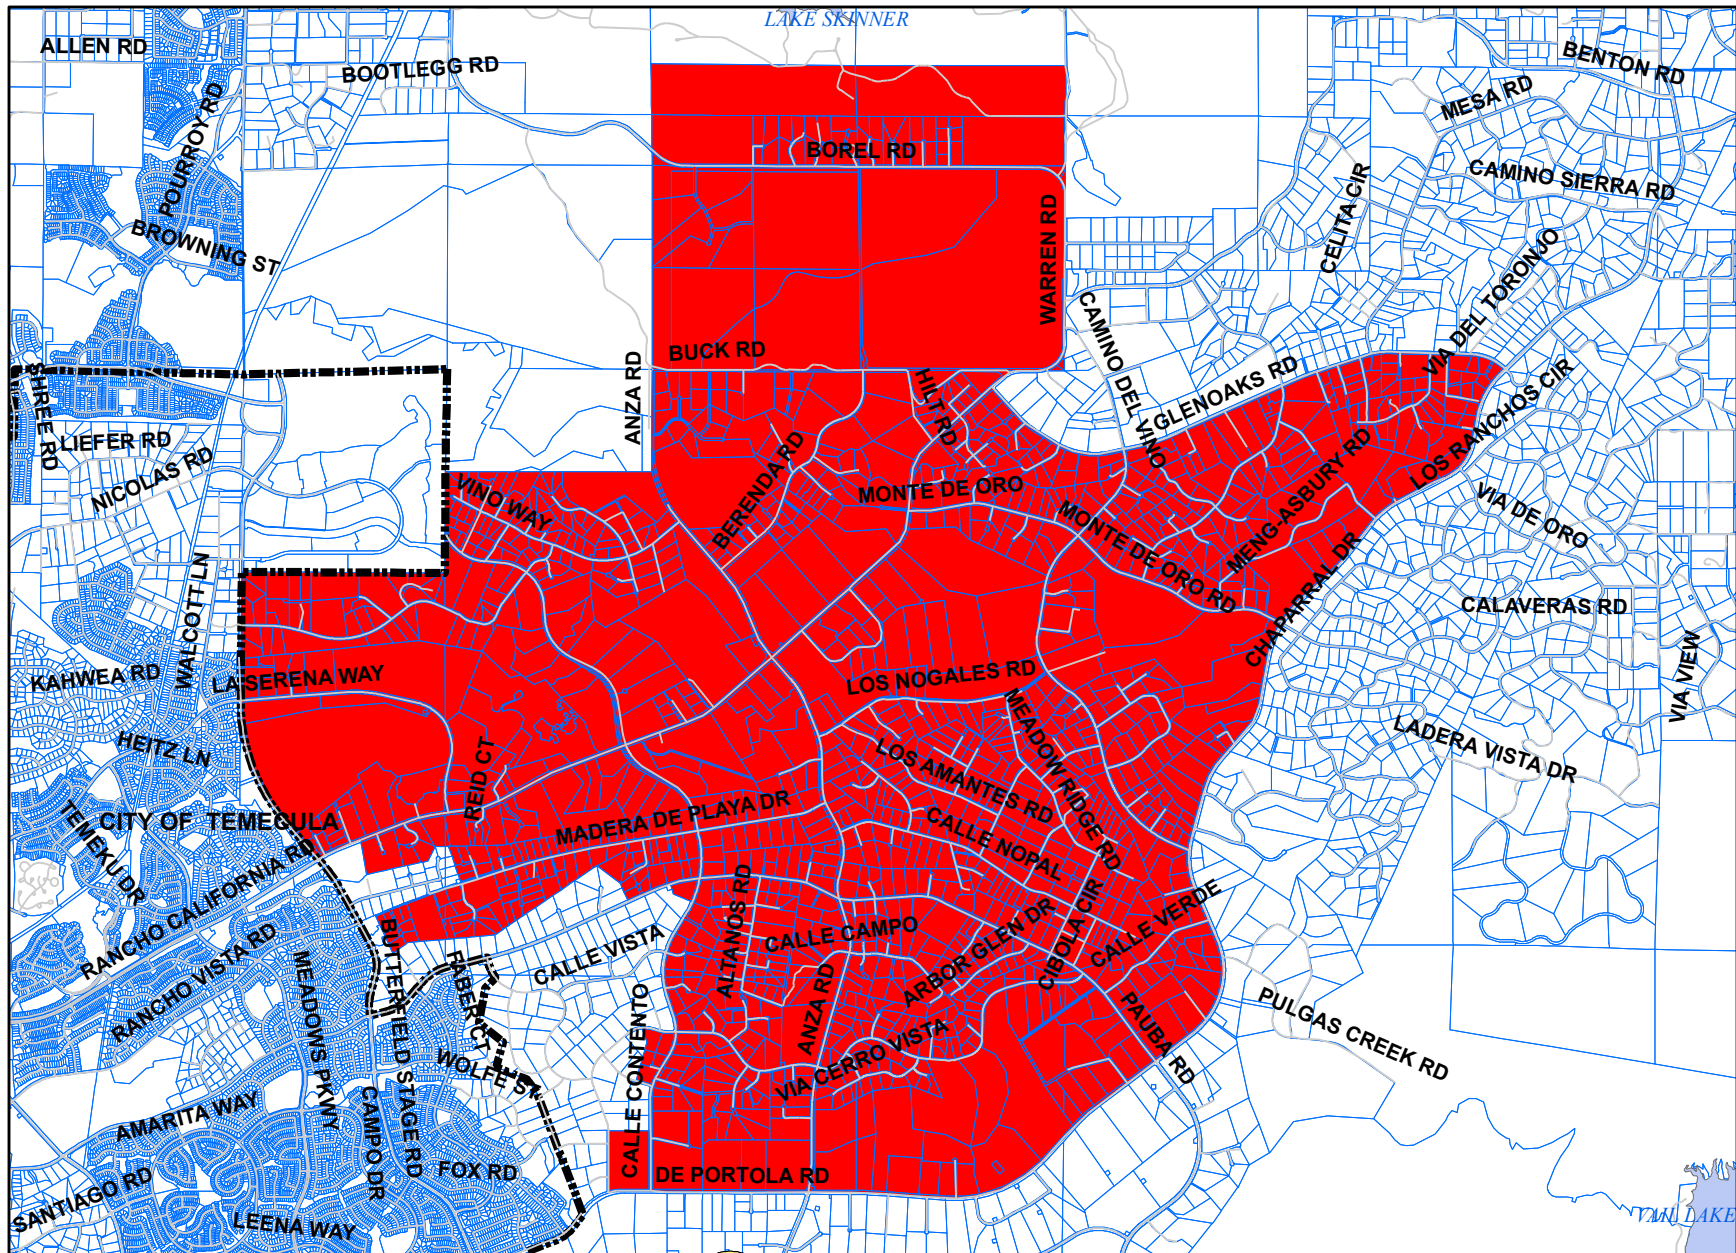 LAKE SKINNER
ALLEN RD
BENTON RD
BOOTLEGG RD
MESA RD
POURROY RD
BOREL RD
CAMINO SIERRA RD
CELITA CIR
BROWNING ST
WARREN RD
VIA DEL TORONJO
CAMINO DEL VINO
BUCK RD
ANZA RD
SHREE RD
HILT RD
GLENOAKS RD
LOS RANCHOS CIR
LIEFER RD
NICOLAS RD
VINO WAY
BERENDA RD
MONTE DE ORO
MENG-ASBURY RD
VIA DE ORO
MONTE DE ORO RD
WALCOTT LN
CHAPARRAL DR
CALAVERAS RD
KAHWEA RD
LA SERENA WAY
LOS NOGALES RD
VIA VIEW
HEITZ LN
MEADOW RIDGE RD
LADERA VISTA DR
REID CT
LOS AMANTES RD
TEMEKU DR
CITY OF TEMECULA
MADERA DE PLAYA DR
CALLE NOPAL
RANCHO CALIFORNIA RD
ALTANOS RD
CIBOLA CIR
CALLE VERDE
RANCHO VISTA RD
BUTTERFIELD STAGE RD
CALLE VISTA
CALLE CAMPO
ARBOR GLEN DR
MEADOWS PKWY
FABER CT
CALLE CONTENTO
ANZA RD
PAUBA RD
PULGAS CREEK RD
WOLFE ST
VIA CERRO VISTA
AMARITA WAY
CAMPO DR
FOX RD
DE PORTOLA RD
SANTIAGO RD
LEENA WAY
VAIL LAKE